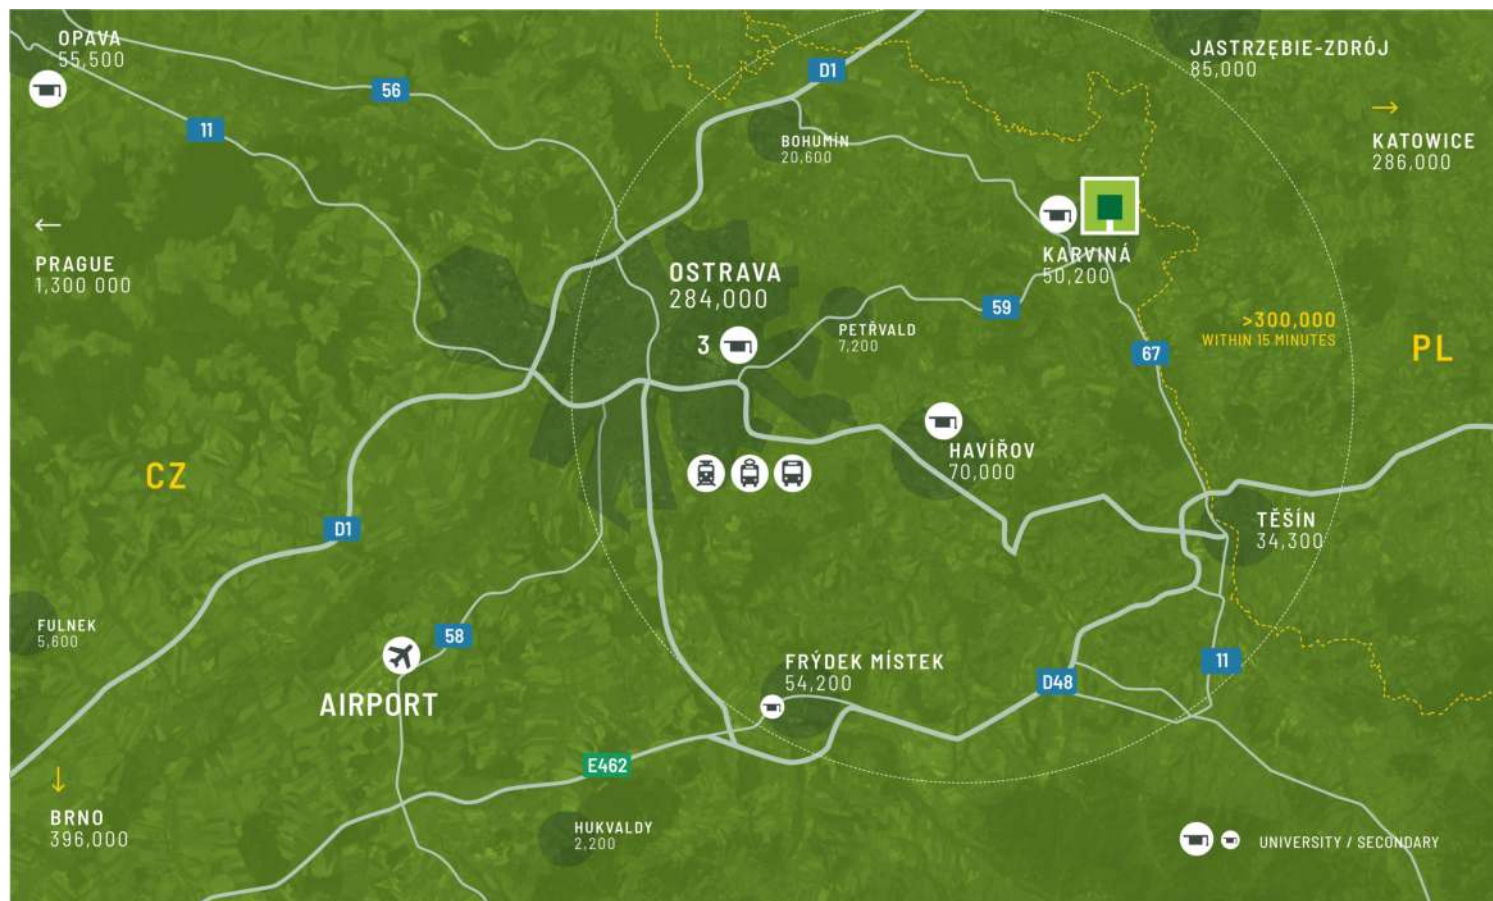 OPAVA
55,500
56
11
D1
JASTRZĘBIE-ZDRÓJ
85,000
BOHUMÍN
20,600
KATOWICE
286,000
PRAGUE
1,300 000
KARVINÁ
50,200
OSTRAVA
284,000
3
PETŘVALD
7,200
59
>300,000
WITHIN 15 MINUTES
67
PL
HAVÍŘOV
70,000
CZ
D1
TĚŠÍN
34,300
FULNEK
5,600
58
AIRPORT
FRÝDEK MÍSTEK
54,200
D48
11
E462
BRNO
396,000
HUKVALDY
2,200
UNIVERSITY / SECONDARY